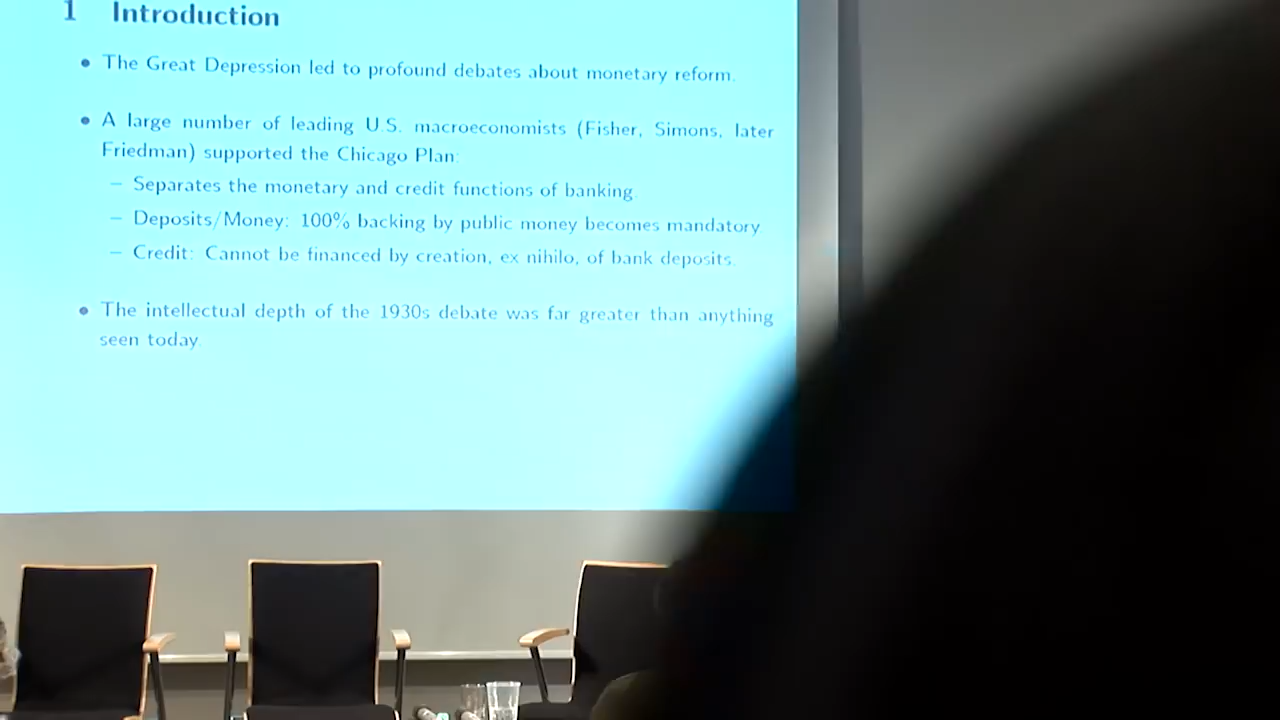 1 Introduction
• The Great Depression led to profound debates about monetary reform.
• A large number of leading U.S. macroeconomists (Fisher, Simons, later
Friedman) supported the Chicago Plan:
– Separates the monetary and credit functions of banking.
– Deposits/Money: 100% backing by public money becomes mandatory.
– Credit: Cannot be financed by creation, ex nihilo, of bank deposits.
• The intellectual depth of the 1930s debate was far greater than anything
seen today.